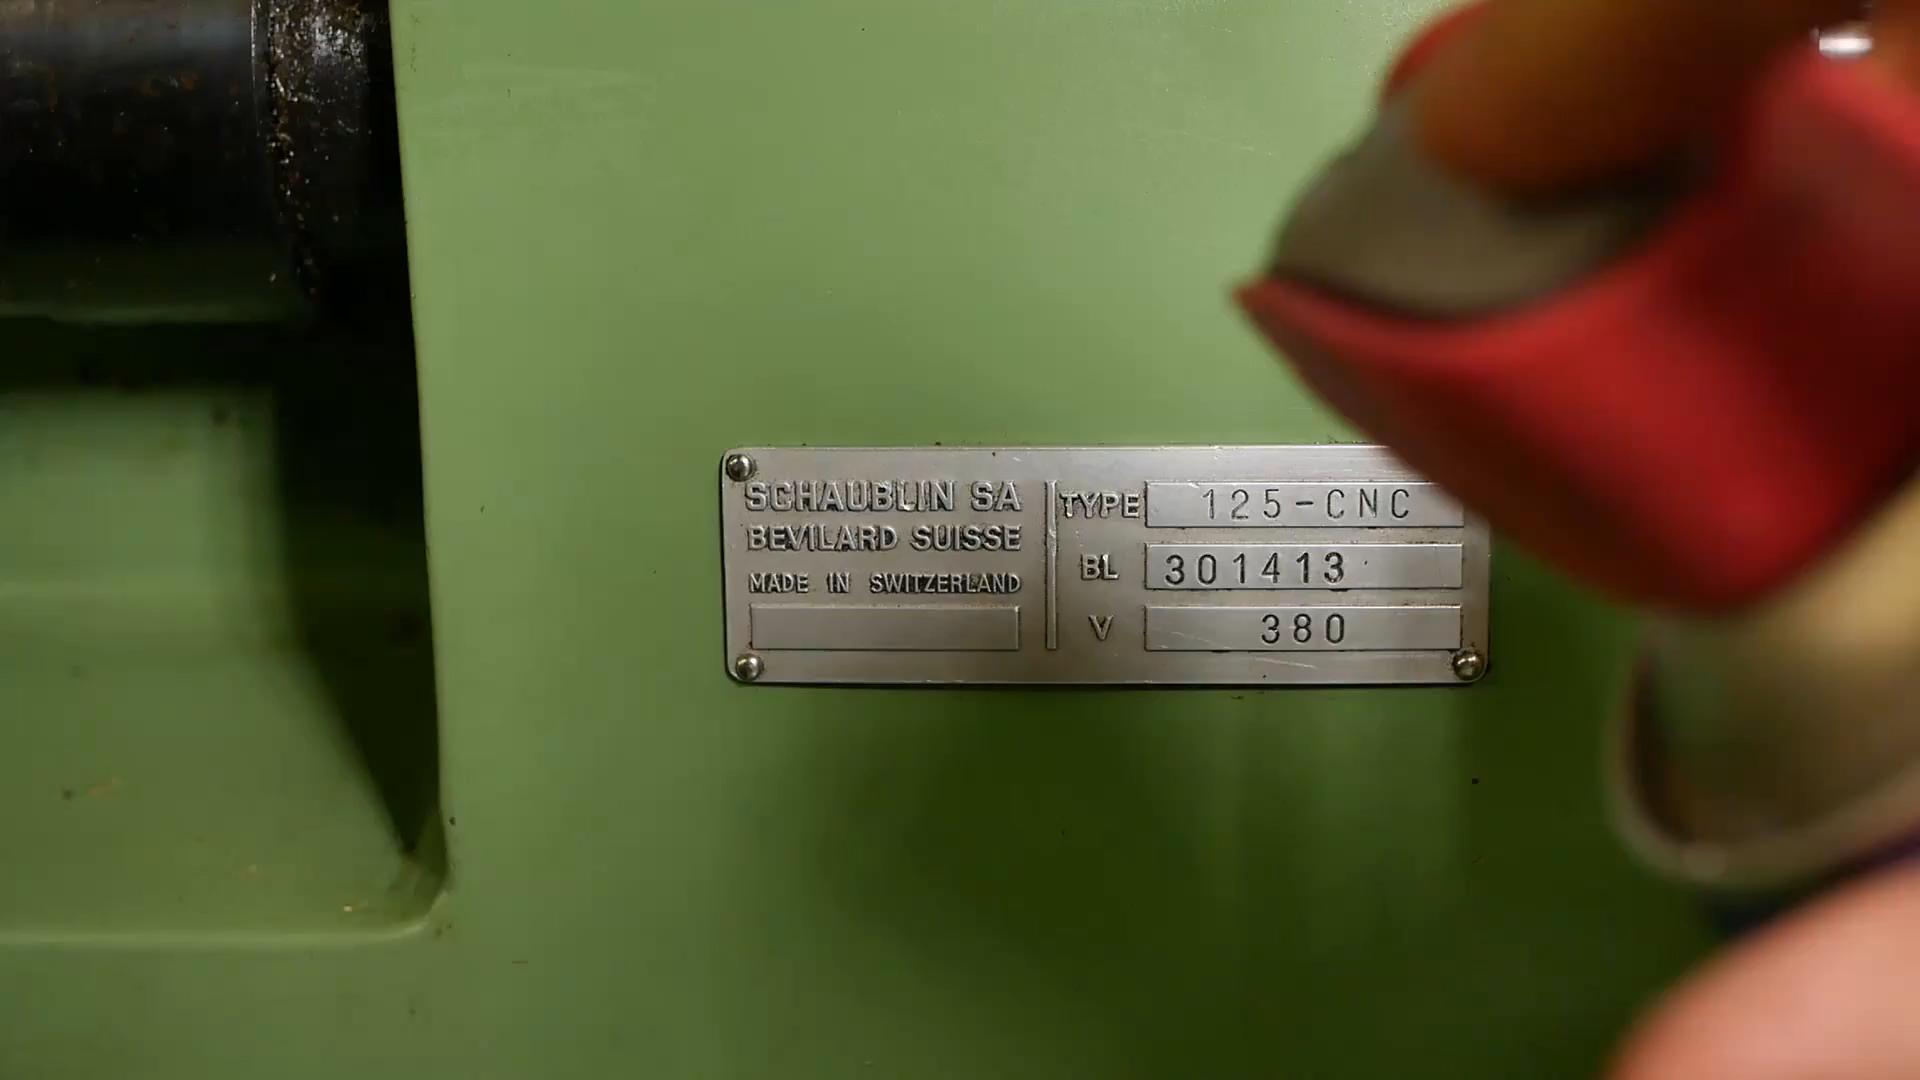 SCHAUBLIN SA
BEVILARD SUISSE
MADE IN SWITZERLAND
TYPE 125-CNC
BL 301413
V 380